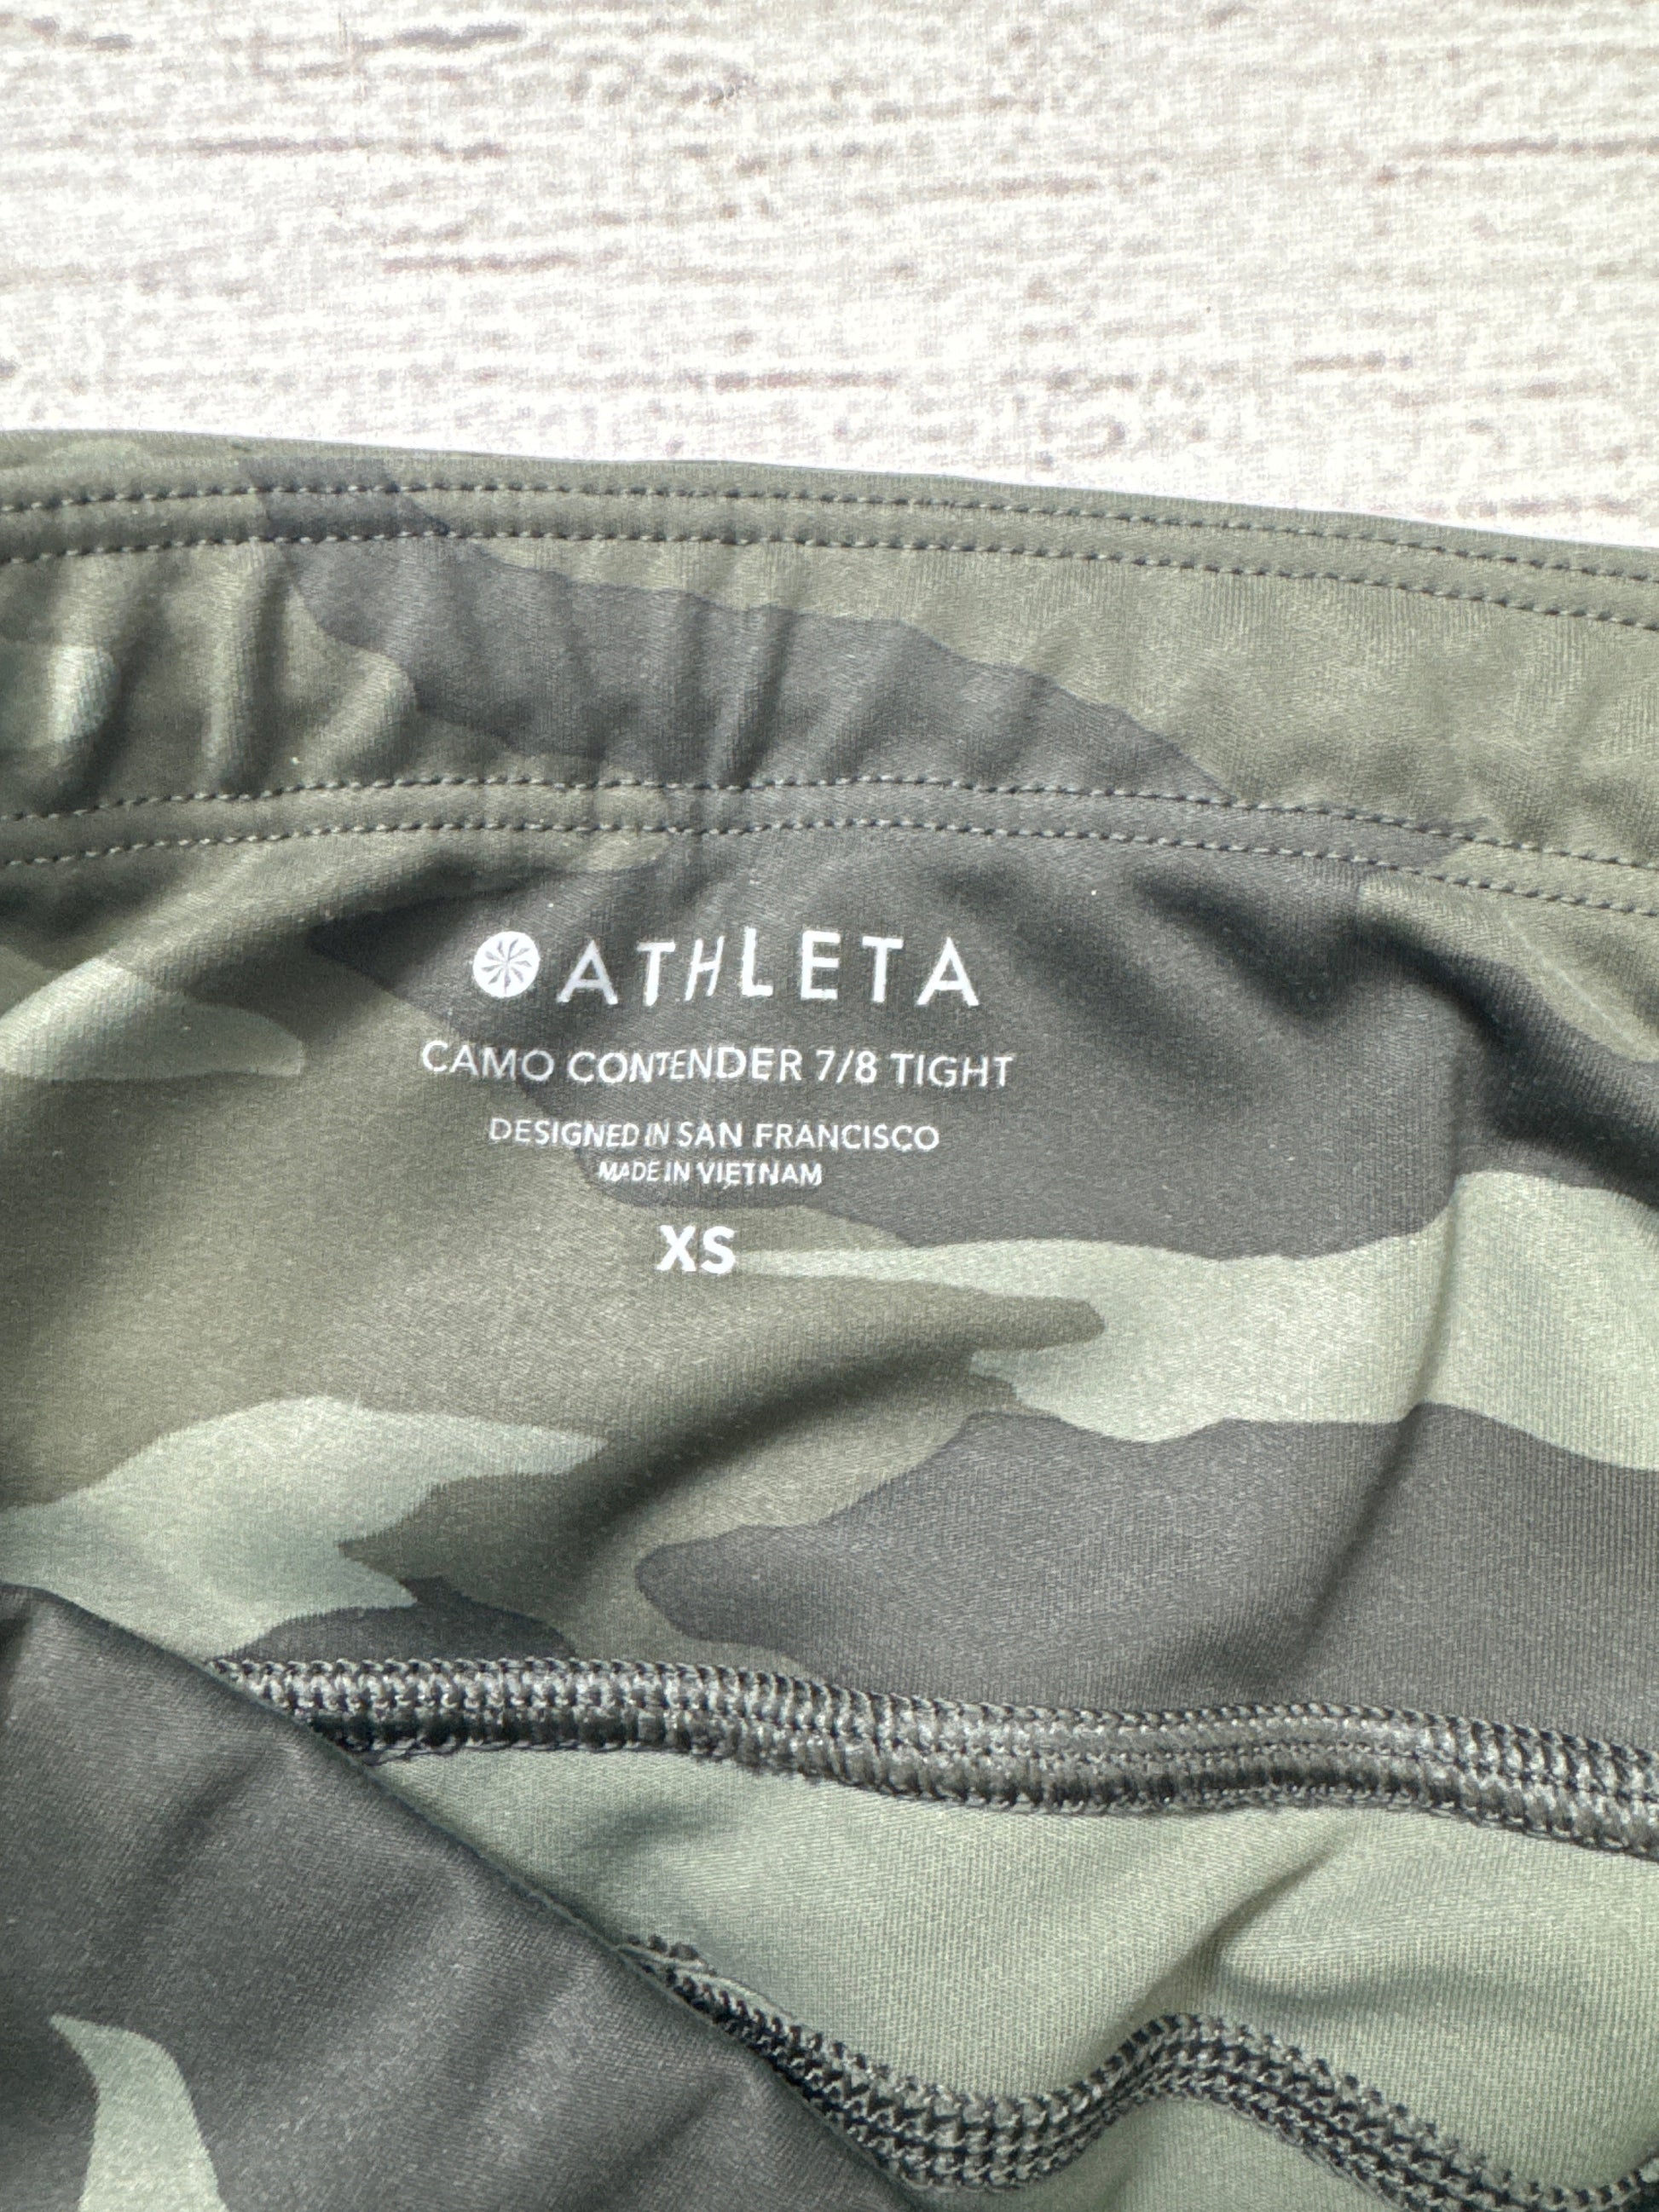 ATHLETA
CAMO CONTENDER 7/8 TIGHT
DESIGNED IN SAN FRANCISCO
MADE IN VIETNAM
XS